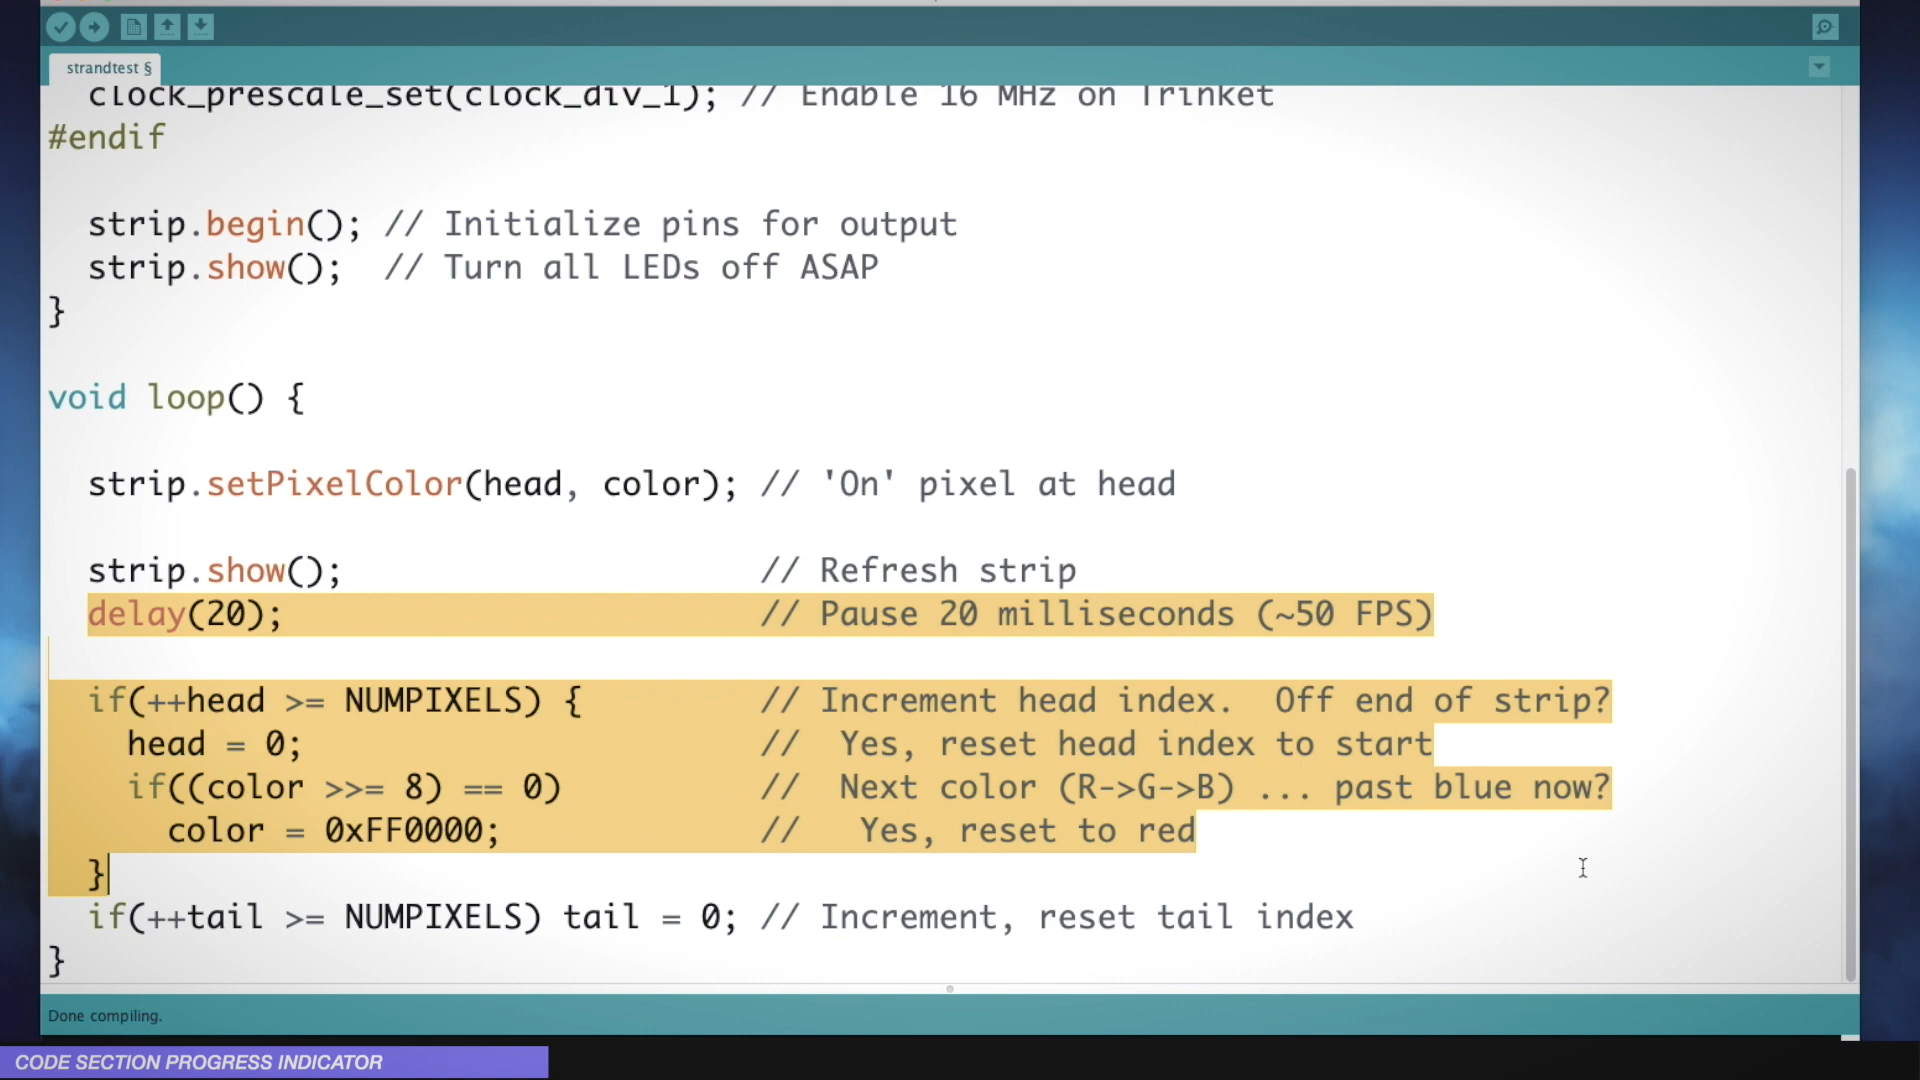 strandtest §
clock_prescale_set(clock_div_1); // Enable 16 MHz on Trinket
#endif
strip.begin(); // Initialize pins for output
strip.show();  // Turn all LEDs off ASAP
}
void loop() {
strip.setPixelColor(head, color); // 'On' pixel at head
strip.show();                     // Refresh strip
delay(20);                        // Pause 20 milliseconds (~50 FPS)
if(++head >= NUMPIXELS) {         // Increment head index.  Off end of strip?
head = 0;                       //  Yes, reset head index to start
if((color >>= 8) == 0)          //  Next color (R->G->B) ... past blue now?
color = 0xFF0000;             //   Yes, reset to red
}
if(++tail >= NUMPIXELS) tail = 0; // Increment, reset tail index
}
Done compiling.
CODE SECTION PROGRESS INDICATOR